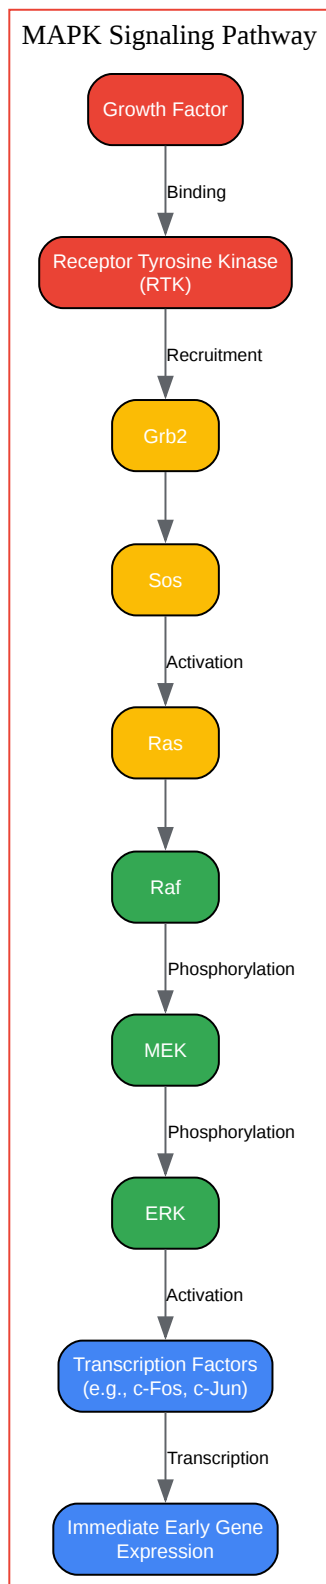 MAPK Signaling Pathway
Growth Factor
Binding
Receptor Tyrosine Kinase
(RTK)
Recruitment
Grb2
Sos
Activation
Ras
Raf
Phosphorylation
MEK
Phosphorylation
ERK
Activation
Transcription Factors
(e.g., c-Fos, c-Jun)
Transcription
Immediate Early Gene
Expression